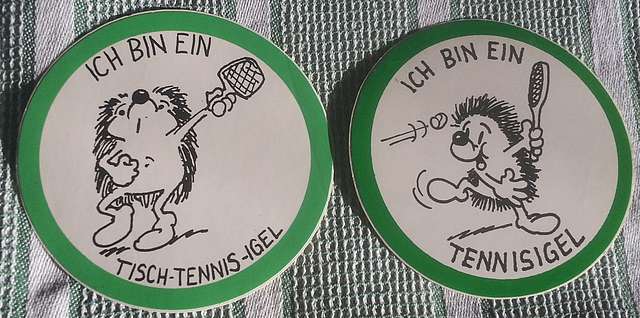 ICH BIN EIN
TISCH-TENNIS-IGEL
ICH BIN EIN
TENNISIGEL